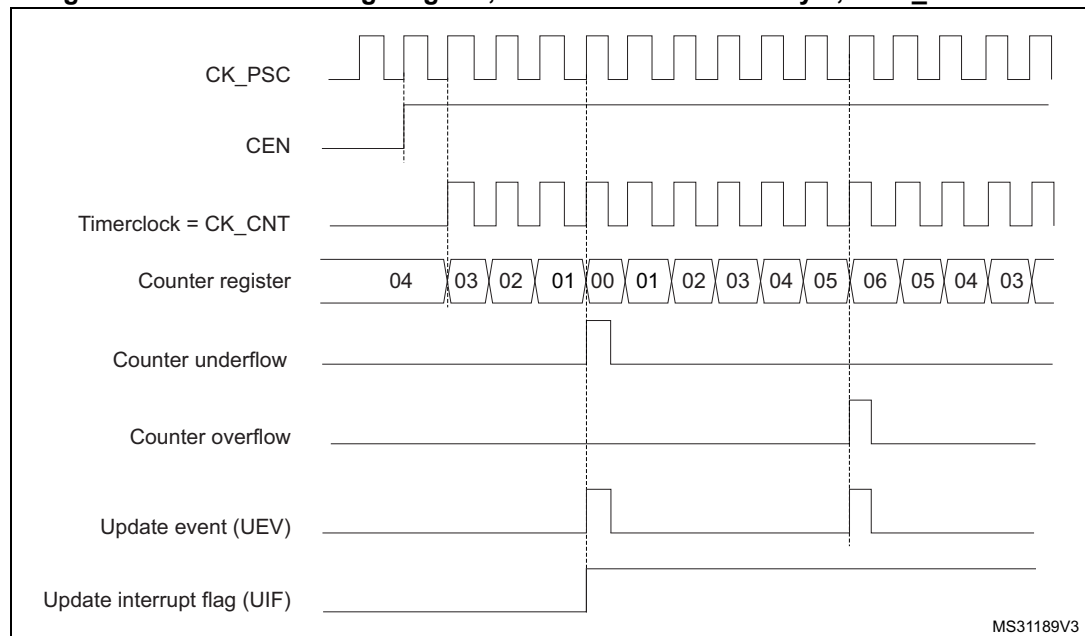 CK_PSC
CEN
Timerclock = CK_CNT
Counter register 04 03 02 01 00 01 02 03 04 05 06 05 04 03
Counter underflow
Counter overflow
Update event (UEV)
Update interrupt flag (UIF)
MS31189V3